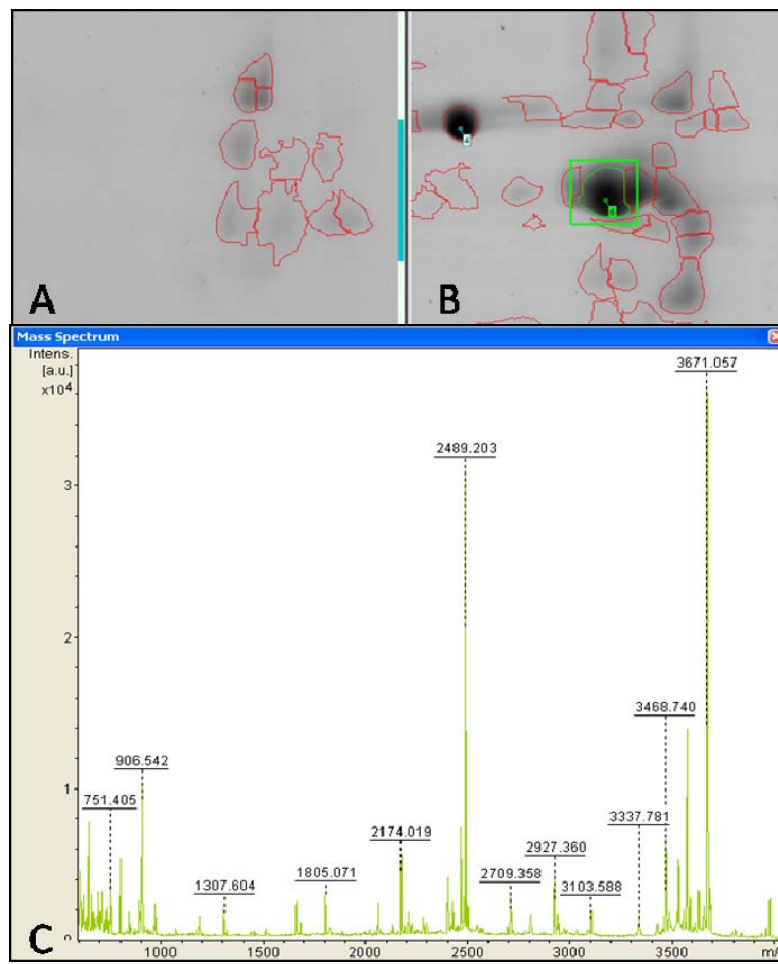 A
B
4
4
Mass Spectrum
Intens.
[a.u.]
x10⁴
3671.057
2489.203
3
2
3468.740
906.542
1
751.405
3337.781
2174.019
2927.360
2709.358
1805.071
3103.588
1307.604
0
C
1000 1500 2000 2500 3000 3500 m/